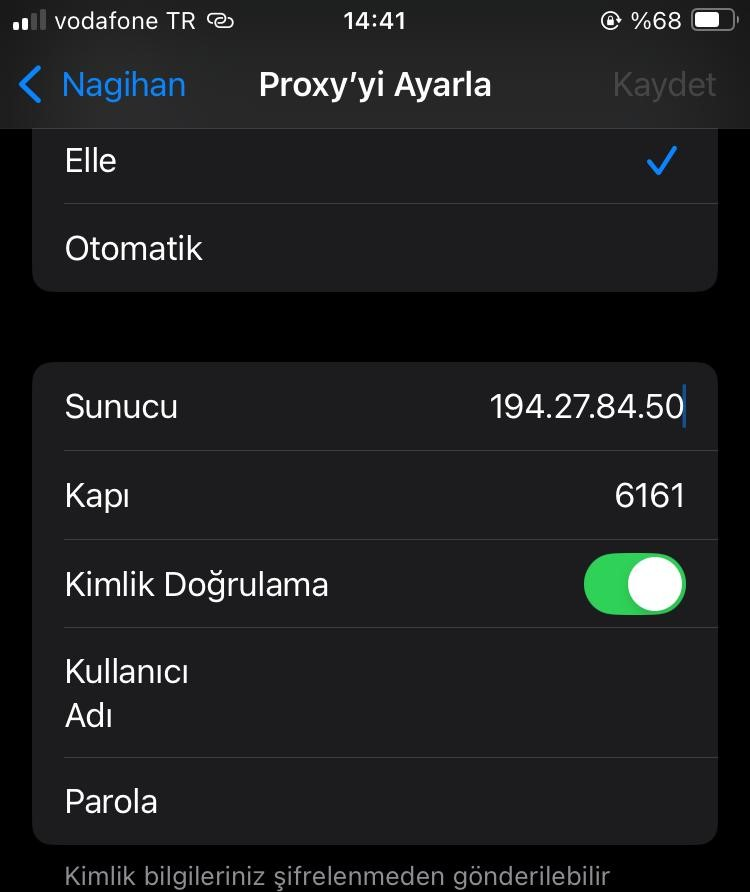 vodafone TR 14:41 %68
Nagihan Proxy’yi Ayarla Kaydet
Elle
Otomatik
Sunucu 194.27.84.50
Kapı 6161
Kimlik Doğrulama
Kullanıcı
Adı
Parola
Kimlik bilgileriniz şifrelenmeden gönderilebilir